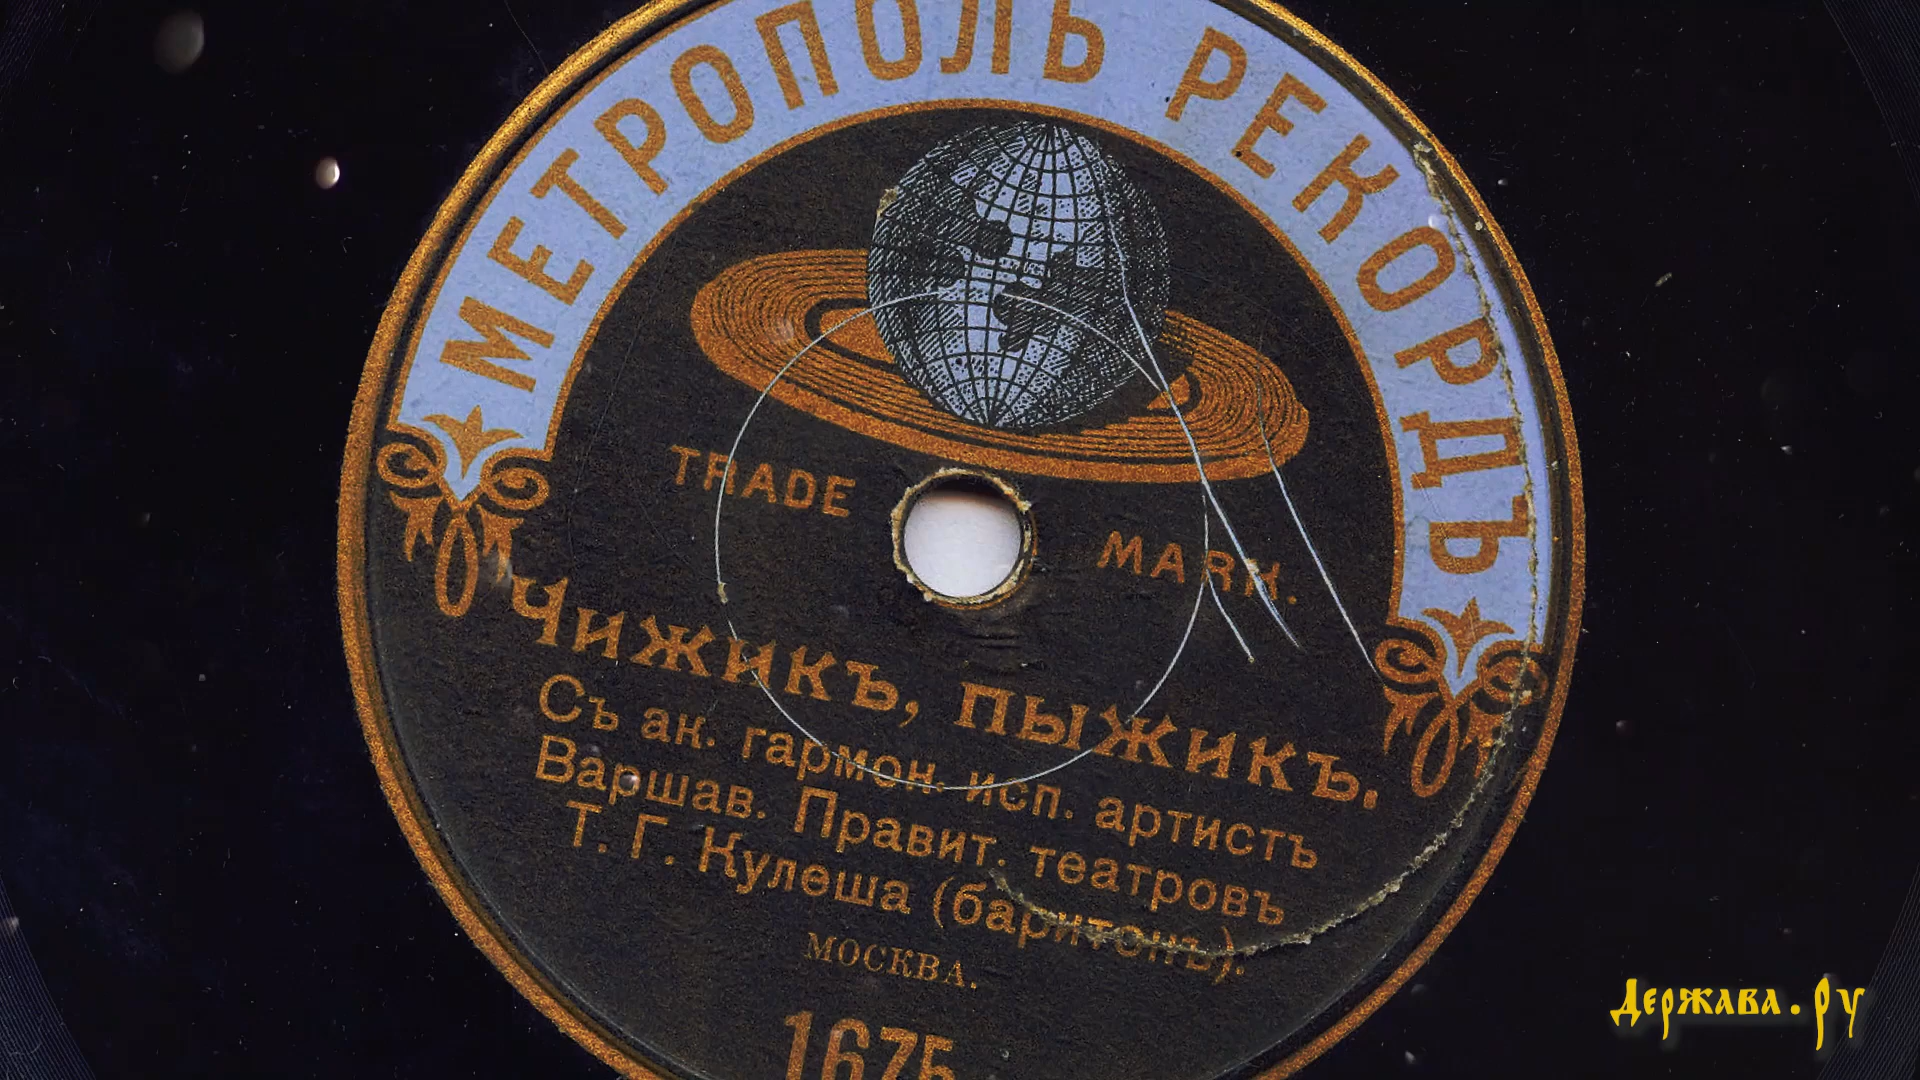 МЕТРОПОЛЬ РЕКОРДЪ
TRADE MARK.
ЧИЖИКЪ, ПЫЖИКЪ.
Съ ак. гармон. исп. артистъ
Варшав. Правит. театровъ
Т. Г. Кулеша (баритонъ).
МОСКВА.
1675
Держава.ру